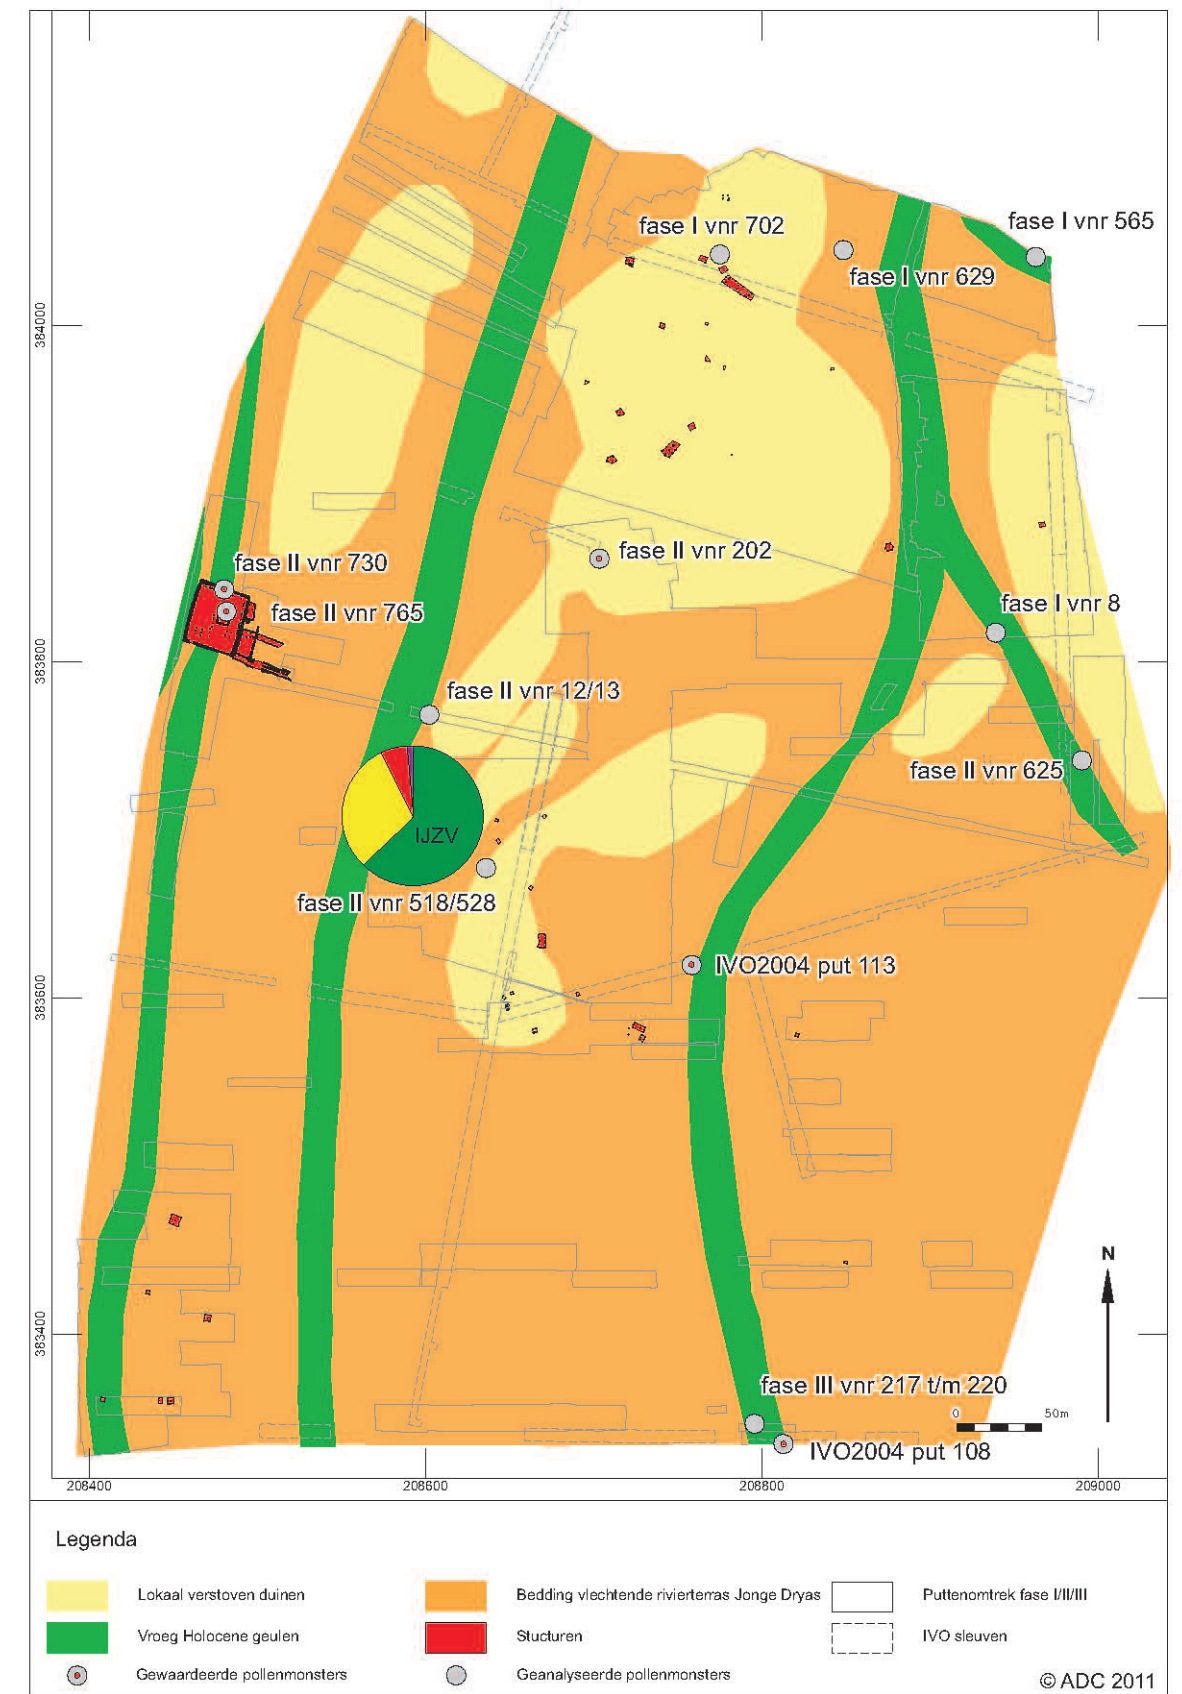 fase I vnr 702
fase I vnr 565
fase I vnr 629
384000
fase II vnr 202
fase II vnr 730
fase II vnr 765
fase I vnr 8
383800
fase II vnr 12/13
fase II vnr 625
IJZV
fase II vnr 518/528
IVO2004 put 113
383600
N
383400
fase III vnr 217 t/m 220
0 50m
IVO2004 put 108
208400 208600 208800 209000
Legenda
Lokaal verstoven duinen
Bedding vlechtende rivierterras Jonge Dryas
Puttenomtrek fase I/II/III
Vroeg Holocene geulen
Stucturen
IVO sleuven
Gewaardeerde pollenmonsters
Geanalyseerde pollenmonsters
© ADC 2011